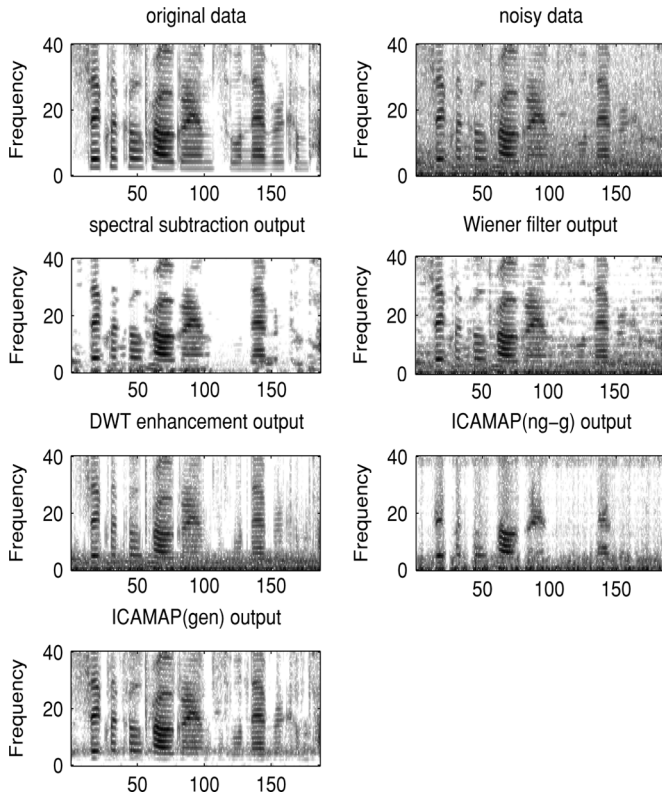 original data
noisy data
Frequency
40
20
0
50 100 150
Frequency
40
20
0
50 100 150
spectral subtraction output
Wiener filter output
Frequency
40
20
0
50 100 150
Frequency
40
20
0
50 100 150
DWT enhancement output
ICAMAP(ng-g) output
Frequency
40
20
0
50 100 150
Frequency
40
20
0
50 100 150
ICAMAP(gen) output
Frequency
40
20
0
50 100 150